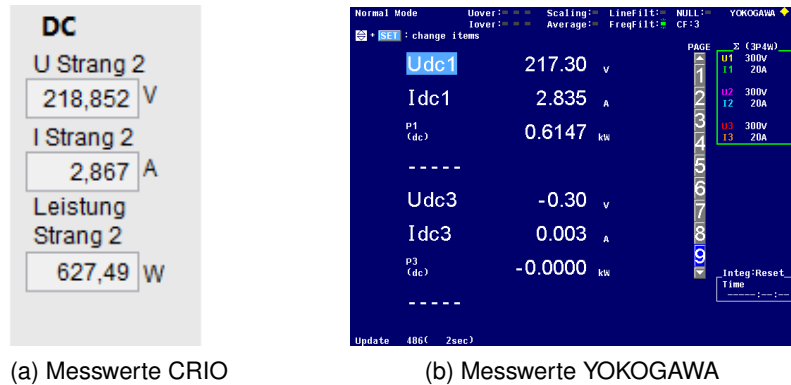 DC
U Strang 2
218,852 V
I Strang 2
2,867 A
Leistung
Strang 2
627,49 W
(a) Messwerte CRIO
Normal Mode Uover:= = = Scaling:= LineFilt:= NULL:= YOKOGAWA
Iover:= = = Average:= FreqFilt:= CF:3
+ SET : change items
PAGE Σ (3P4W)
Udc1 217.30 V
Idc1 2.835 A
P1 (dc) 0.6147 kW
-----
Udc3 -0.30 V
Idc3 0.003 A
P3 (dc) -0.0000 kW
-----
1
2
3
4
5
6
7
8
9
U1 300V
I1 20A
U2 300V
I2 20A
U3 300V
I3 20A
Integ:Reset
Time
-----:--:--
Update 486( 2sec)
(b) Messwerte YOKOGAWA